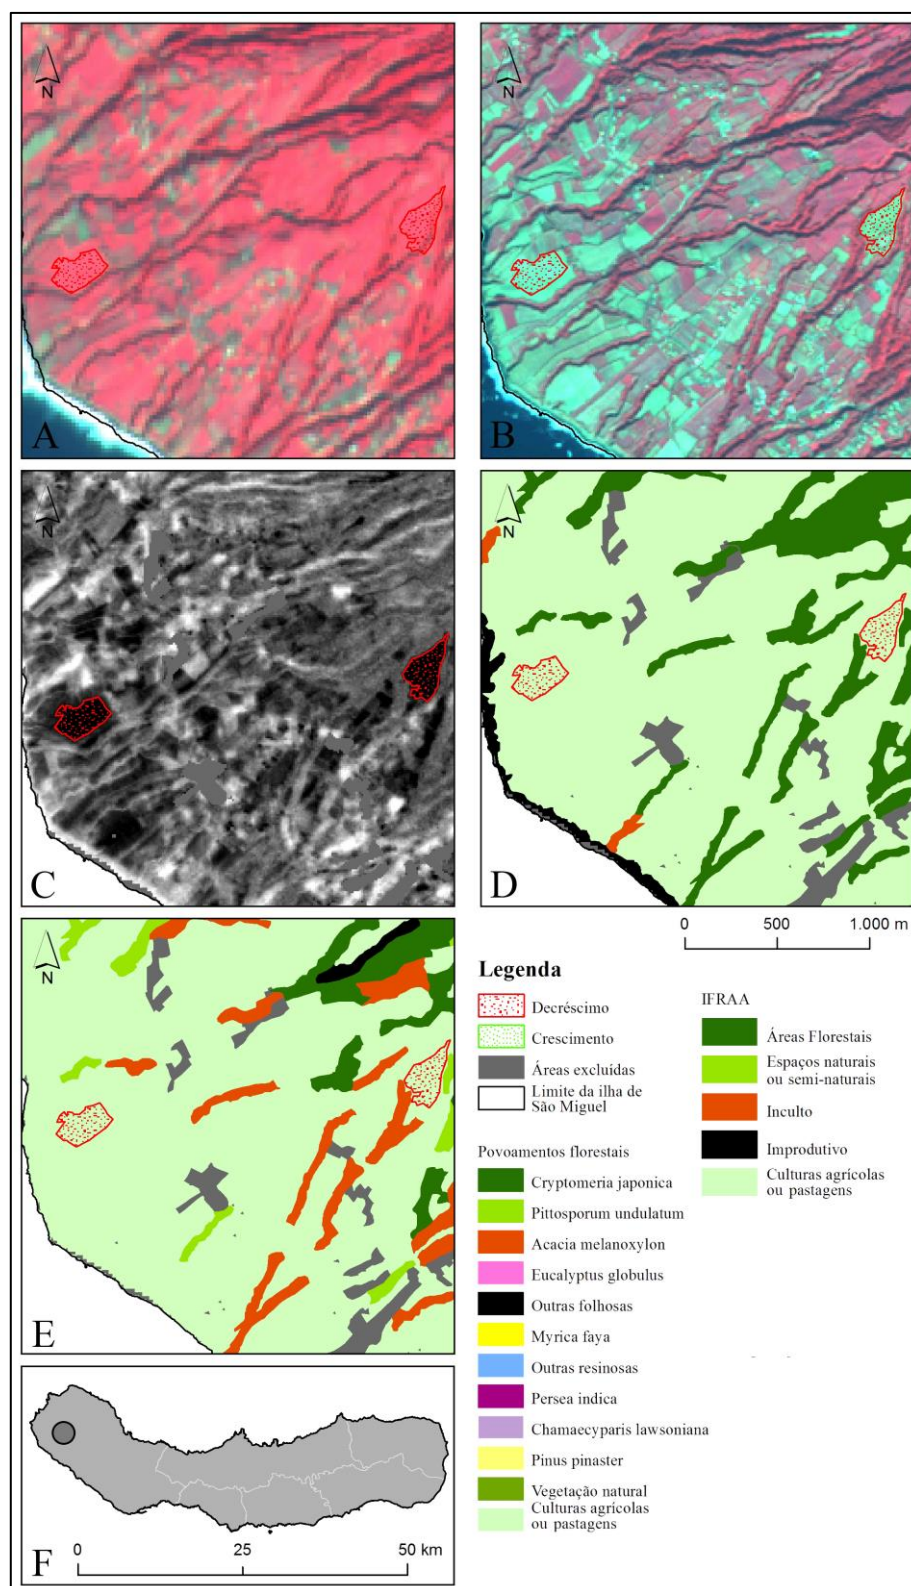 N
A
N
B
N
C
N
D
0 500 1.000 m
N
E
Legenda
Decréscimo
Crescimento
Áreas excluídas
Limite da ilha de
São Miguel
Povoamentos florestais
Cryptomeria japonica
Pittosporum undulatum
Acacia melanoxylon
Eucalyptus globulus
Outras folhosas
Myrica faya
Outras resinosas
Persea indica
Chamaecyparis lawsoniana
Pinus pinaster
Vegetação natural
Culturas agrícolas
ou pastagens
IFRAA
Áreas Florestais
Espaços naturais
ou semi-naturais
Inculto
Improdutivo
Culturas agrícolas
ou pastagens
F
0 25 50 km